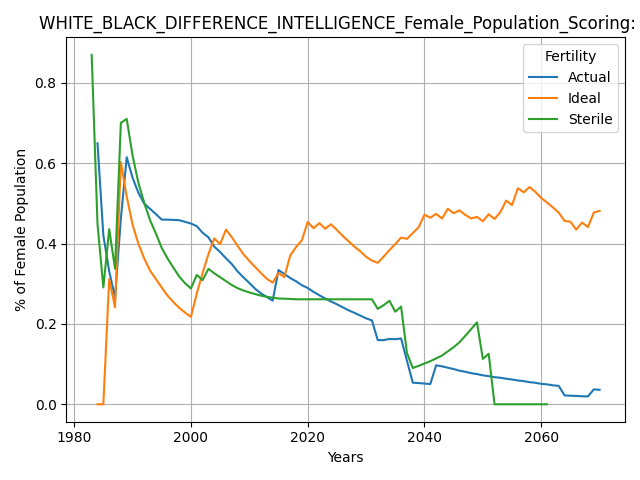 WHITE_BLACK_DIFFERENCE_INTELLIGENCE_Female_Population_Scoring:
Fertility
Actual
Ideal
Sterile
% of Female Population
0.8
0.6
0.4
0.2
0.0
1980 2000 2020 2040 2060
Years